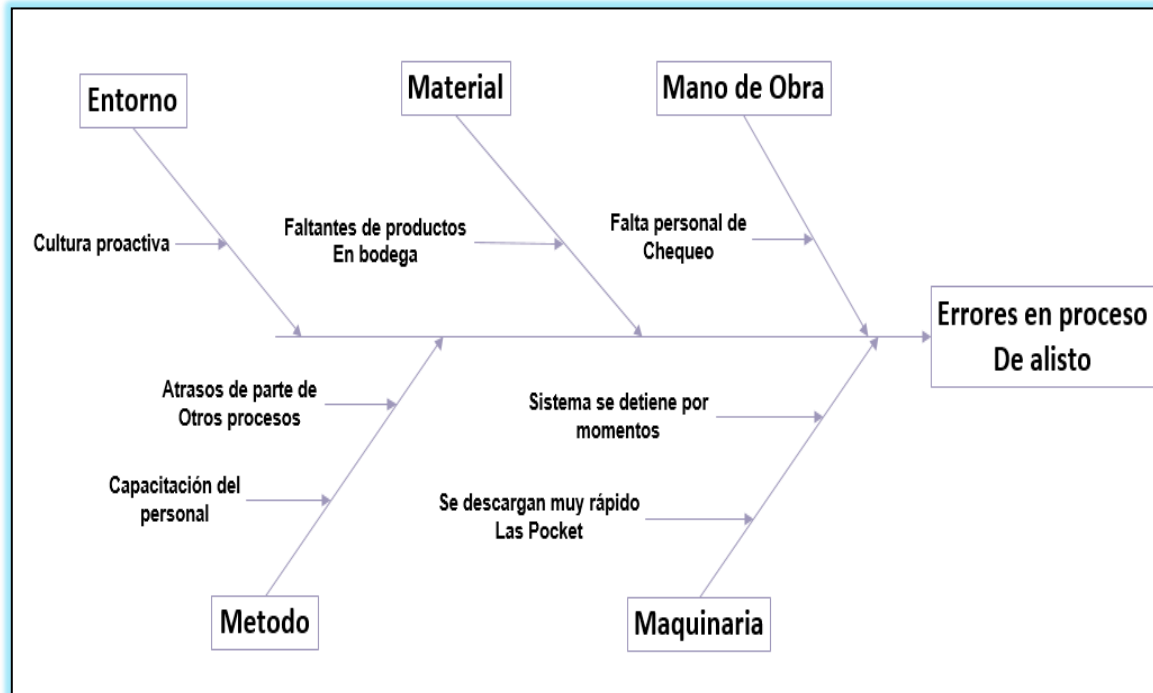 Entorno
Material
Mano de Obra
Cultura proactiva
Faltantes de productos
En bodega
Falta personal de
Chequeo
Errores en proceso
De alisto
Atrasos de parte de
Otros procesos
Sistema se detiene por
momentos
Capacitación del
personal
Se descargan muy rápido
Las Pocket
Metodo
Maquinaria